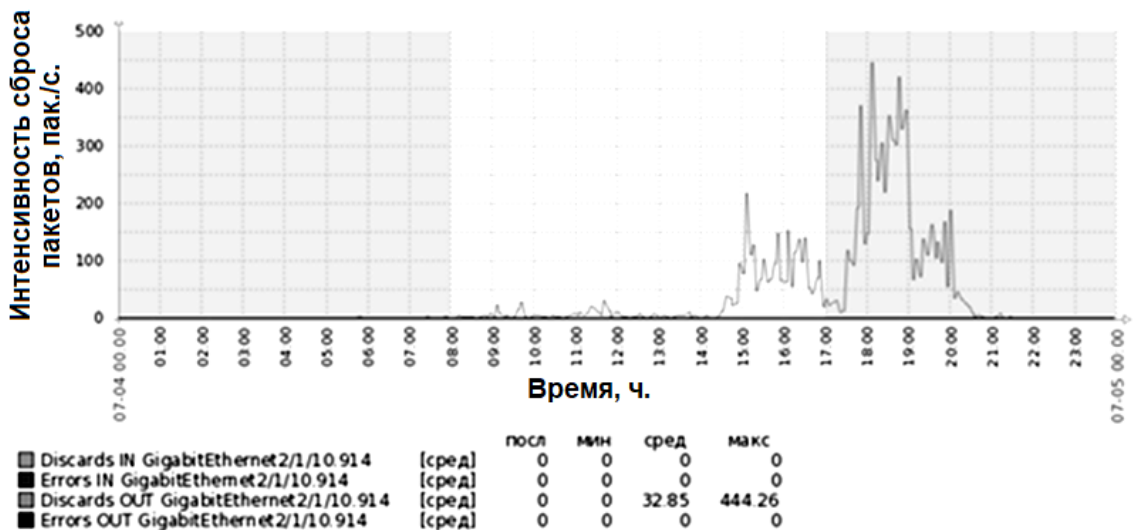 Интенсивность сброса
пакетов, пак./с.
500
400
300
200
100
0
07-04 00 00
01 00
02 00
03 00
04 00
05 00
06 00
07 00
08 00
09 00
10 00
11 00
12 00
13 00
14 00
15 00
16 00
17 00
18 00
19 00
20 00
21 00
22 00
23 00
07-05 00 00
Время, ч.
посл мин сред макс
Discards IN GigabitEthernet2/1/10.914 [сред] 0 0 0 0
Errors IN GigabitEthernet2/1/10.914 [сред] 0 0 0 0
Discards OUT GigabitEthernet2/1/10.914 [сред] 0 0 32.85 444.26
Errors OUT GigabitEthernet2/1/10.914 [сред] 0 0 0 0